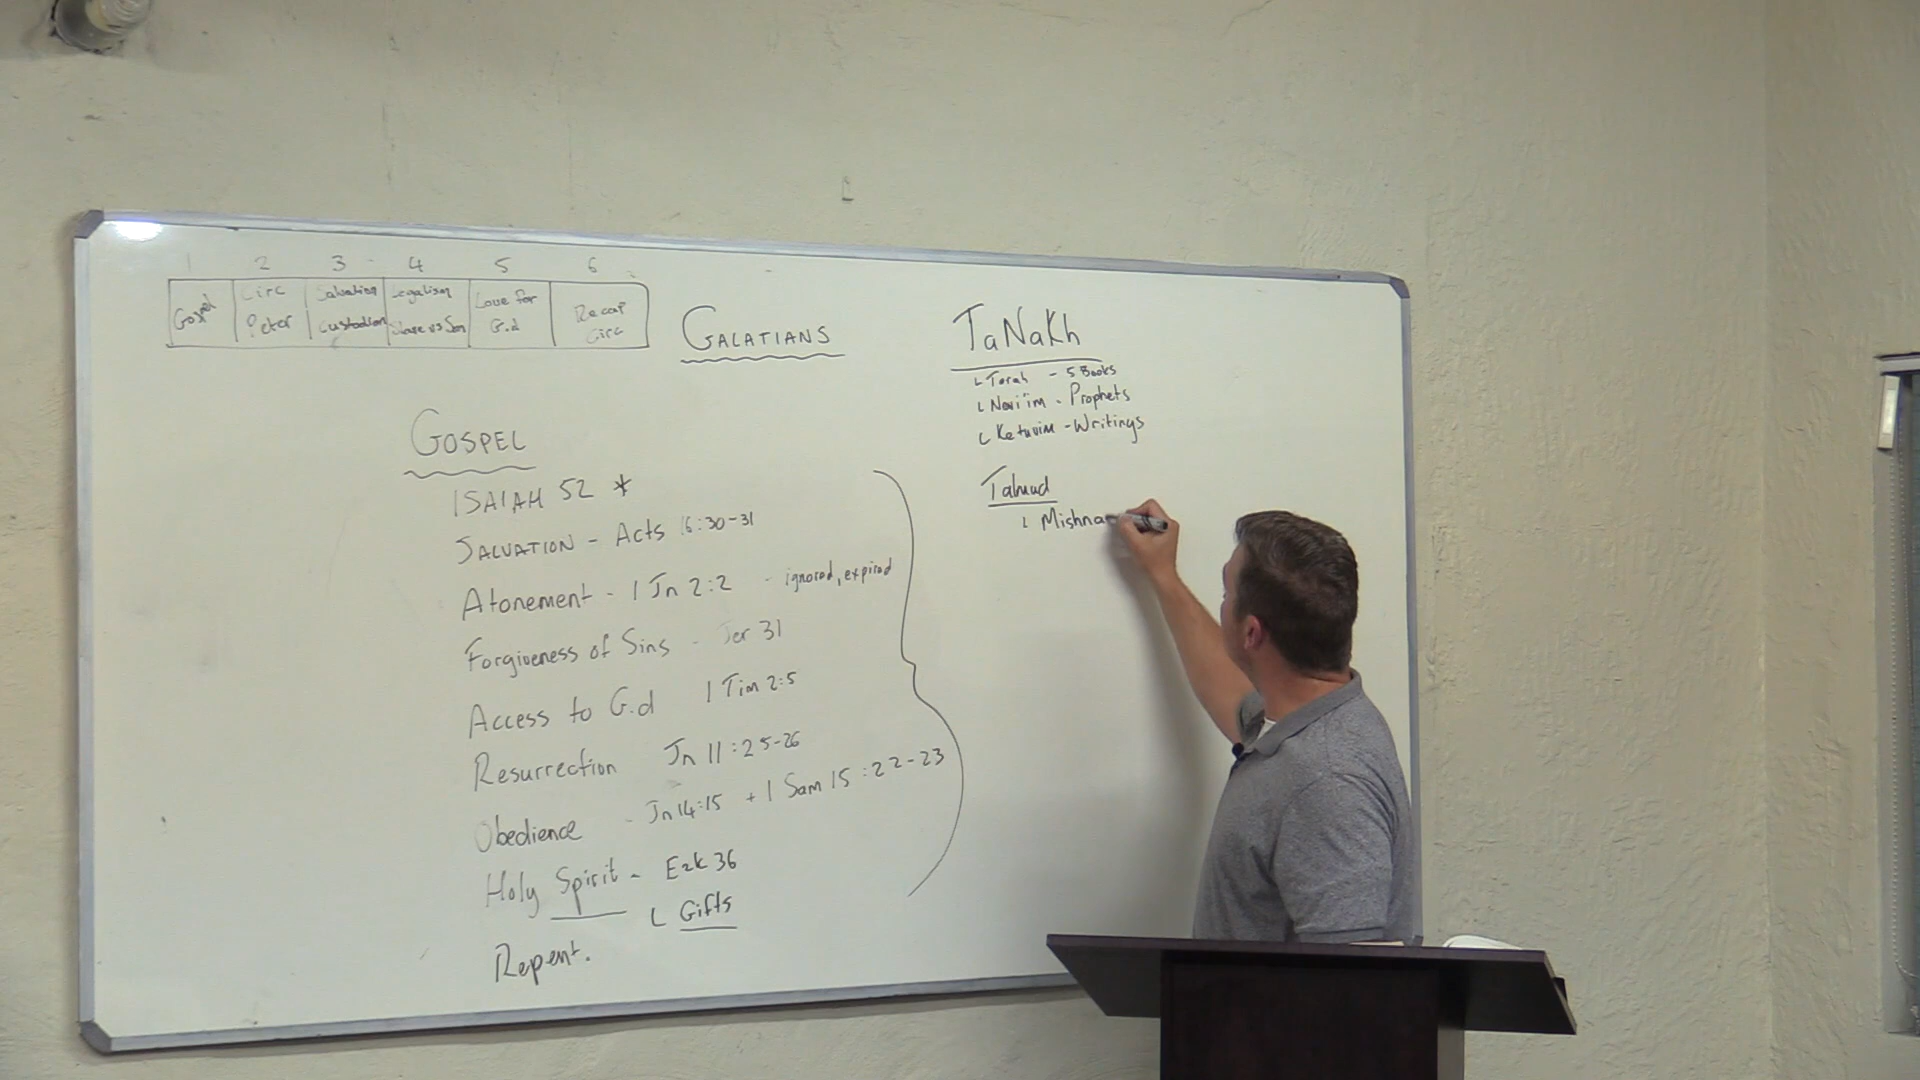 1 2 3 4 5 6
Gospel
Circ
Peter
Salvation
Custodian
Legalism
Slave vs Son
Love for
G.d
Recap
Circ
GALATIANS
GOSPEL
ISAIAH 52 *
SALVATION - Acts 16:30-31
Atonement - 1 Jn 2:2 - ignored, expired
Forgiveness of Sins - Jer 31
Access to G.d 1 Tim 2:5
Resurrection Jn 11:25-26
Obedience - Jn 14:15 + 1 Sam 15:22-23
Holy Spirit - Ezk 36
Gifts
Repent.
TaNaKh
Torah - 5 Books
Nevi'im - Prophets
Ketuvim - Writings
Talmud
Mishna